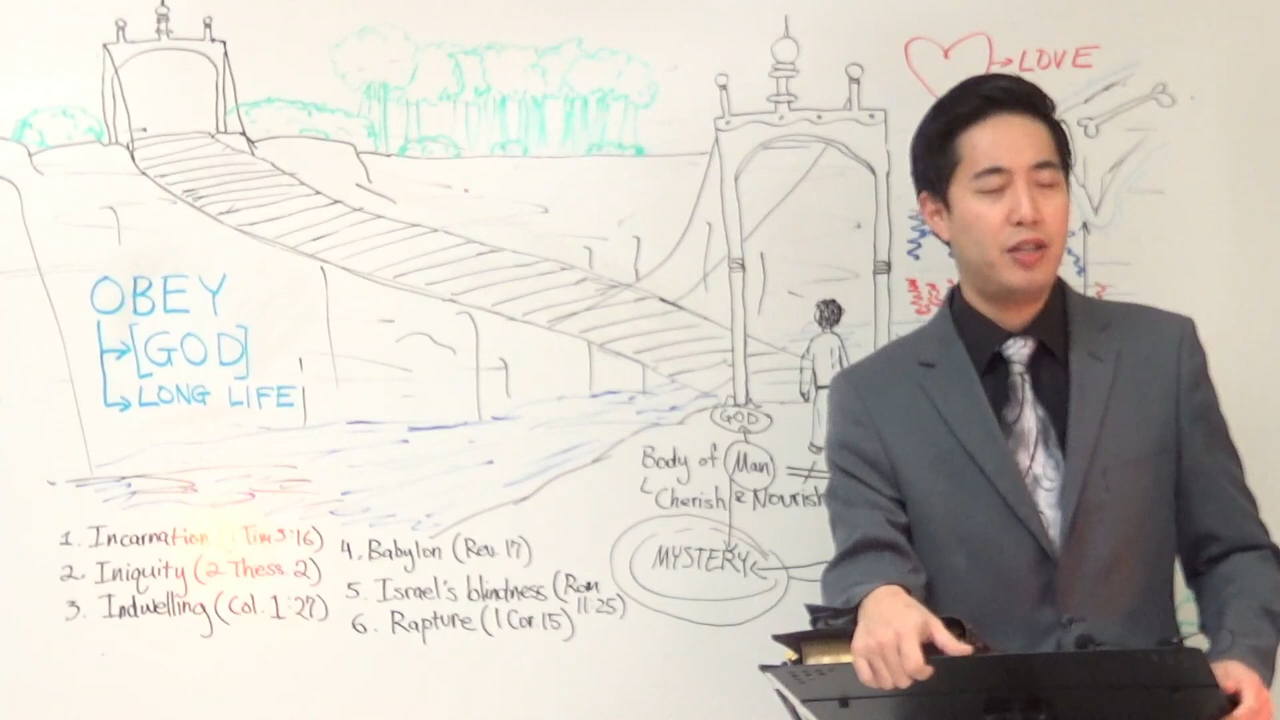 →LOVE
OBEY
→[GOD]
→LONG LIFE
GOD
Body of Man
Cherish & Nourish
MYSTERY
1. Incarnation Tim 3:16)
2. Iniquity (2 Thess. 2)
3. Indwelling (Col. 1:27)
4. Babylon (Rev. 17)
5. Israel's blindness (Rom 11:25)
6. Rapture (1 Cor. 15)